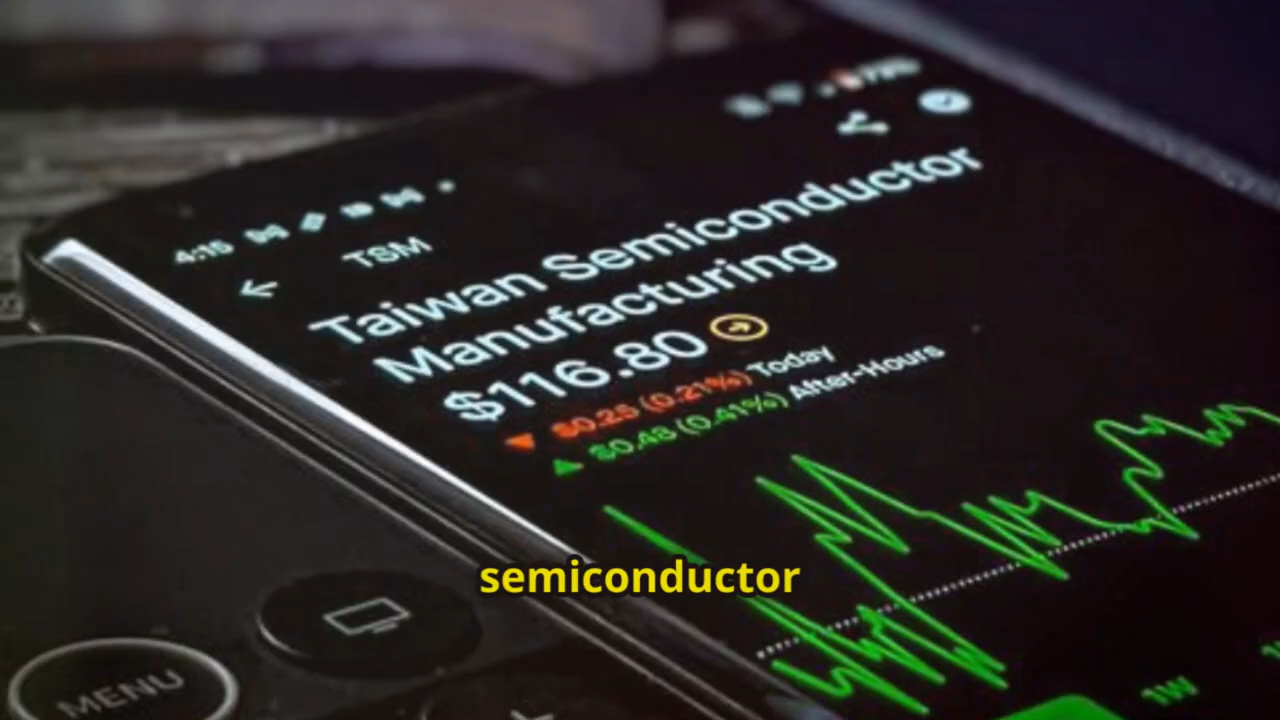 4:15
TSM
Taiwan Semiconductor
Manufacturing
$116.80
$0.25 (0.21%) Today
$0.48 (0.41%) After-Hours
semiconductor
1W
MENU